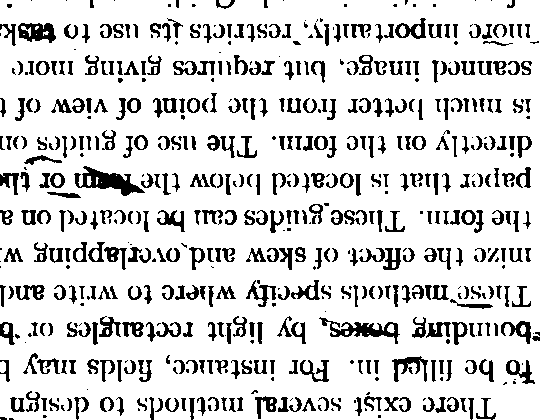 There exist several methods to design
to be filled in. For instance, fields may b
bounding boxes, by light rectangles or b
These methods specify where to write and
mize the effect of skew and overlapping w
the form. These guides can be located on a
paper that is located below the form or the
directly on the form. The use of guides on
is much better from the point of view of t
scanned image, but requires giving more
more importantly, restricts its use to tasks